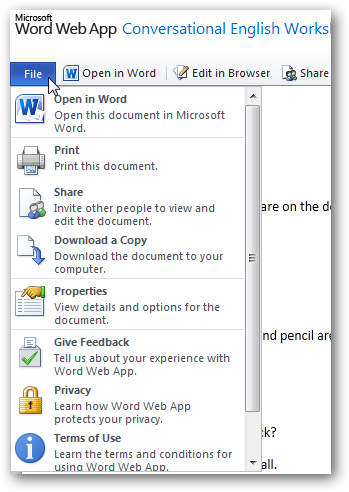 Microsoft
Word Web App Conversational English Works
File Open in Word Edit in Browser Share
Open in Word
Open this document in Microsoft
Word.
Print
Print this document.
Share
Invite other people to view and
edit the document.
are on the d
Download a Copy
Download the document to your
computer.
Properties
View details and options for the
document.
nd pencil are
Give Feedback
Tell us about your experience with
Word Web App.
Privacy
Learn how Word Web App
protects your privacy.
Terms of Use
k?
Learn the terms and conditions for
using Word Web App.
all.